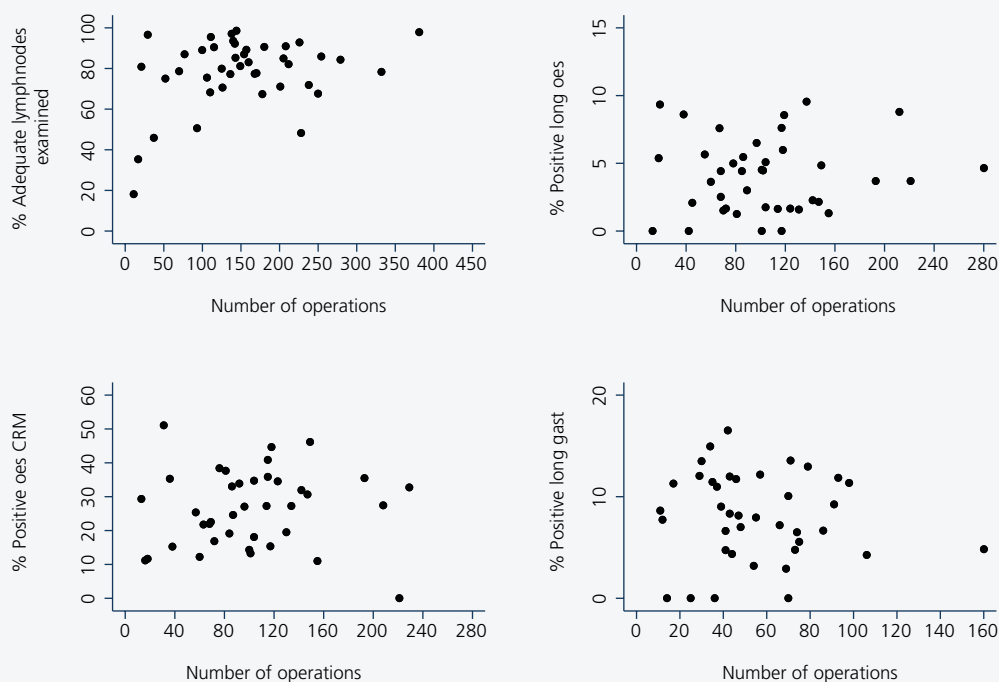 % Adequate lymphnodes
examined
100
80
60
40
20
0
0 50 100 150 200 250 300 350 400 450
Number of operations
% Positive long oes
15
10
5
0
0 40 80 120 160 200 240 280
Number of operations
% Positive oes CRM
60
50
40
30
20
10
0
0 40 80 120 160 200 240 280
Number of operations
% Positive long gast
20
10
0
0 20 40 60 80 100 120 140 160
Number of operations